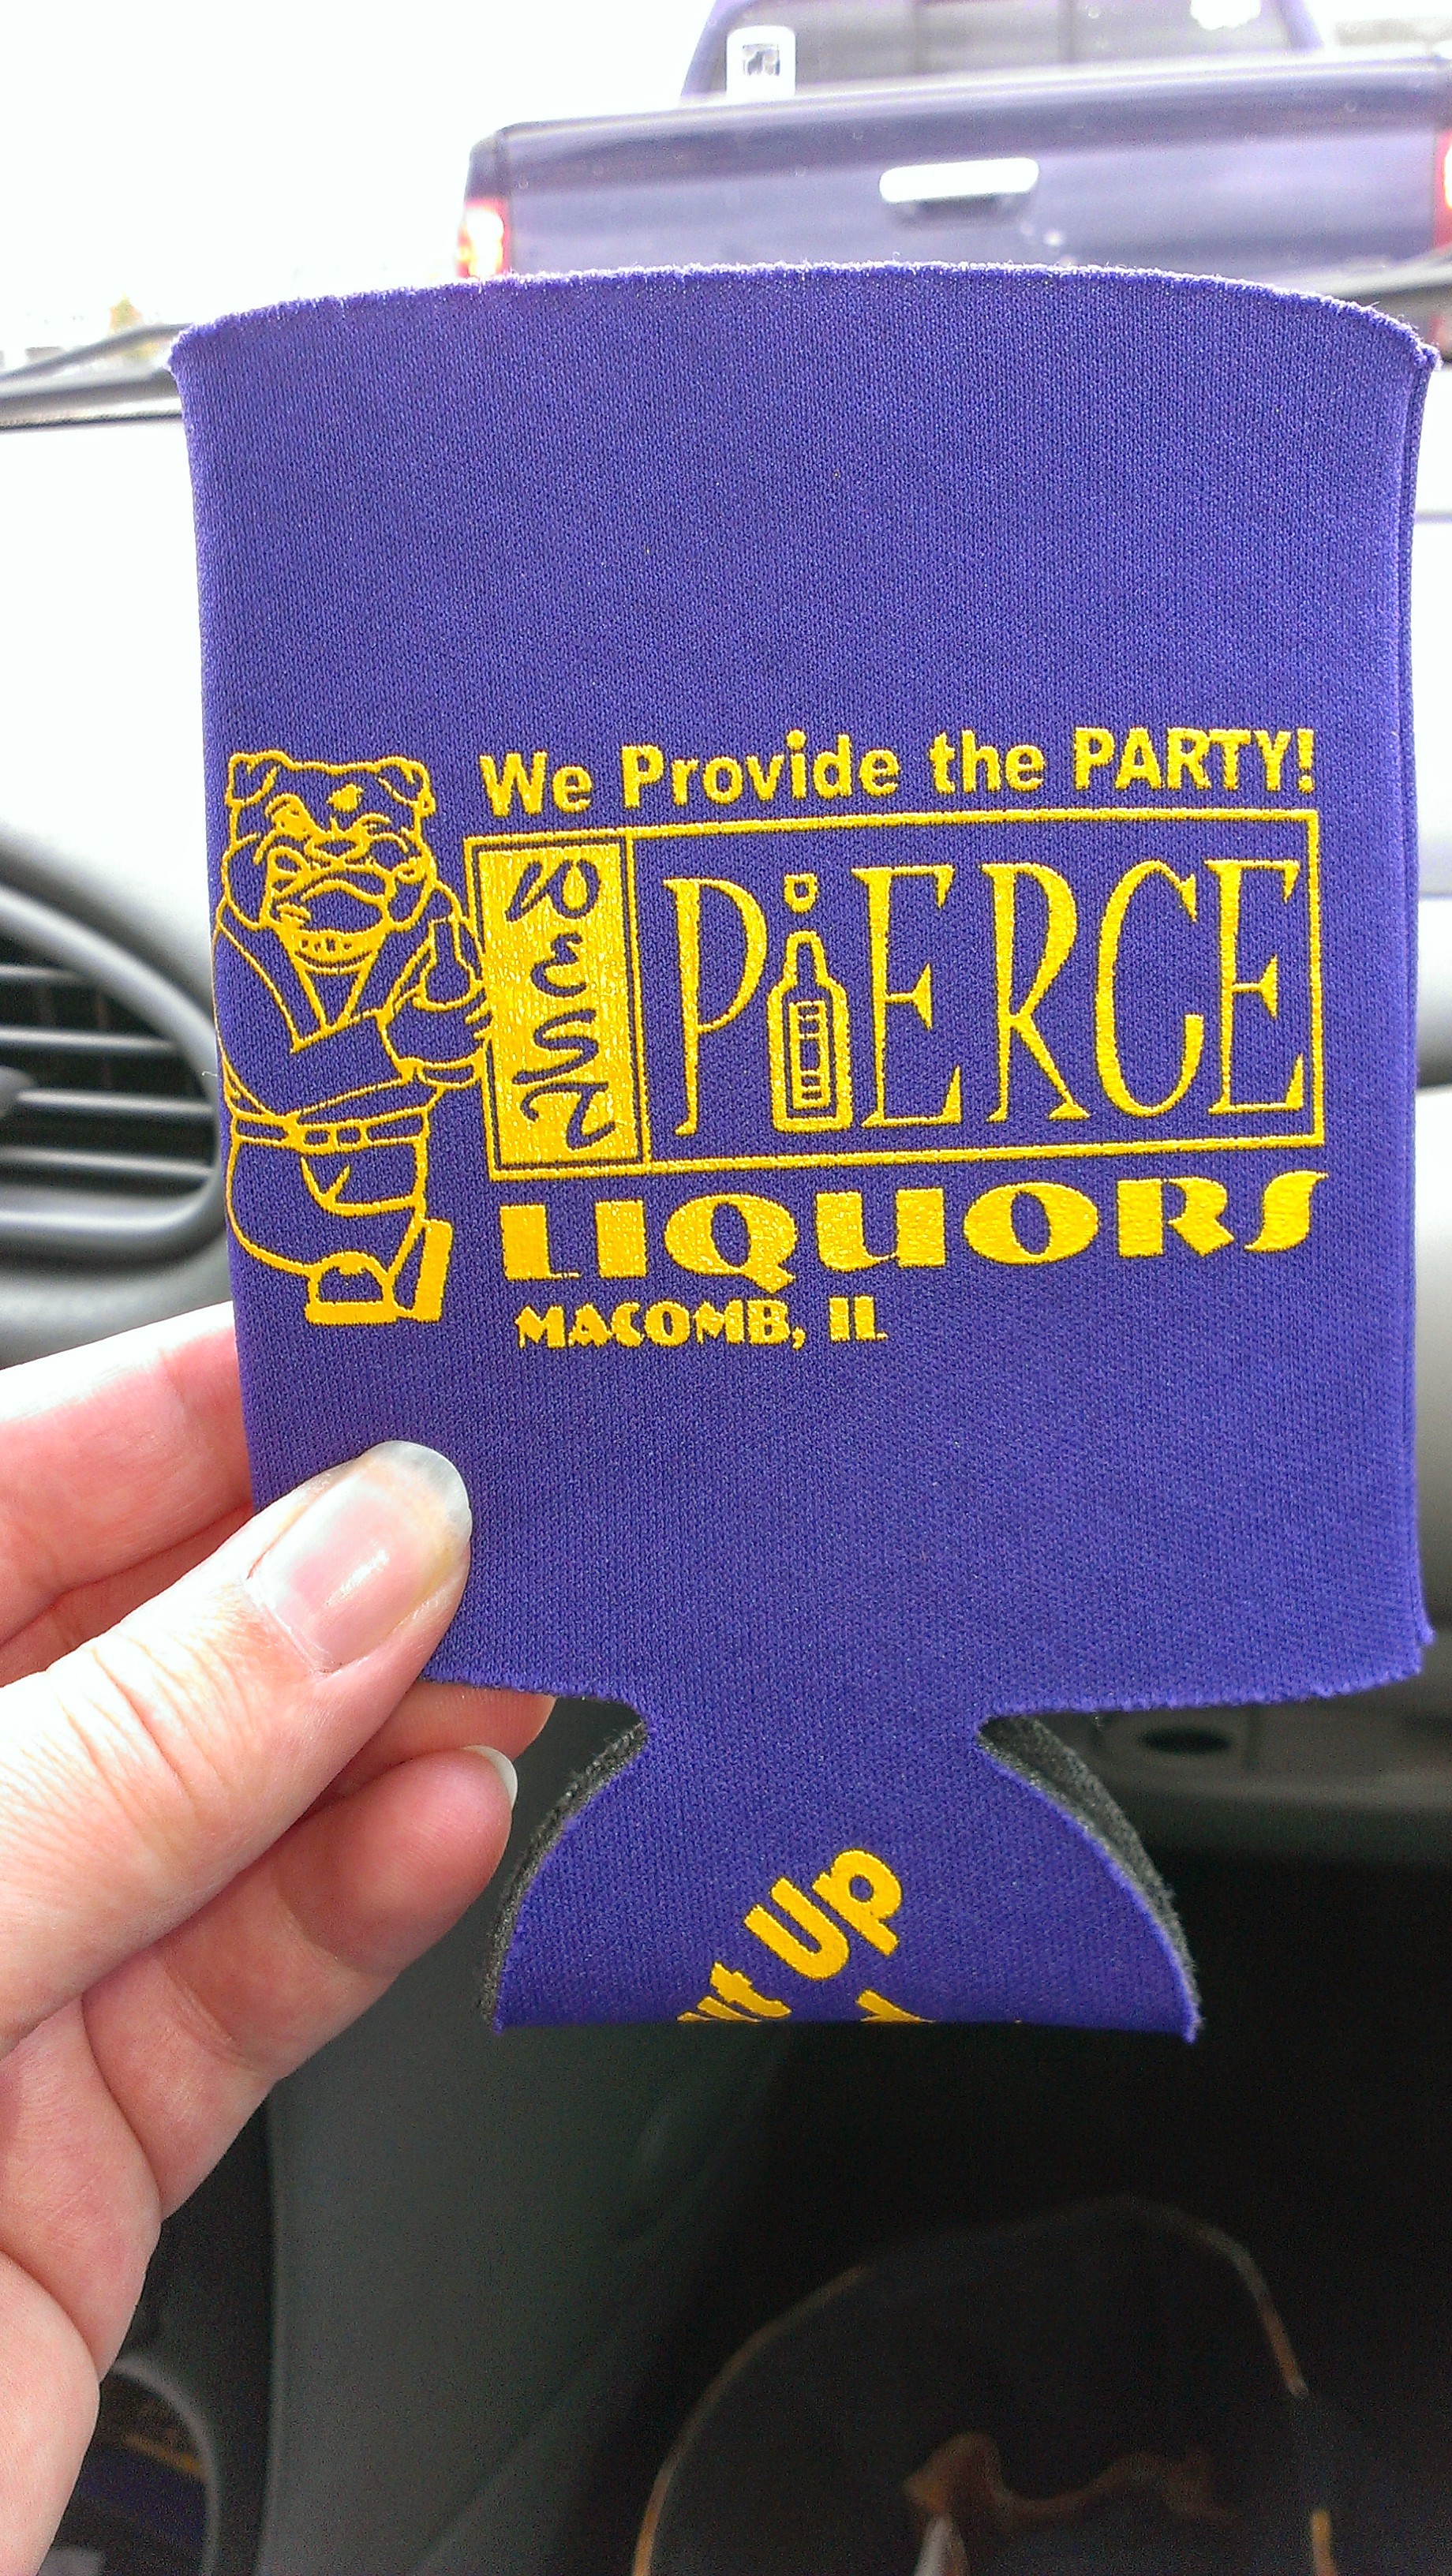 We Provide the PARTY!
WEST
PiERCE
LIQUORS
MACOMB, IL
Up